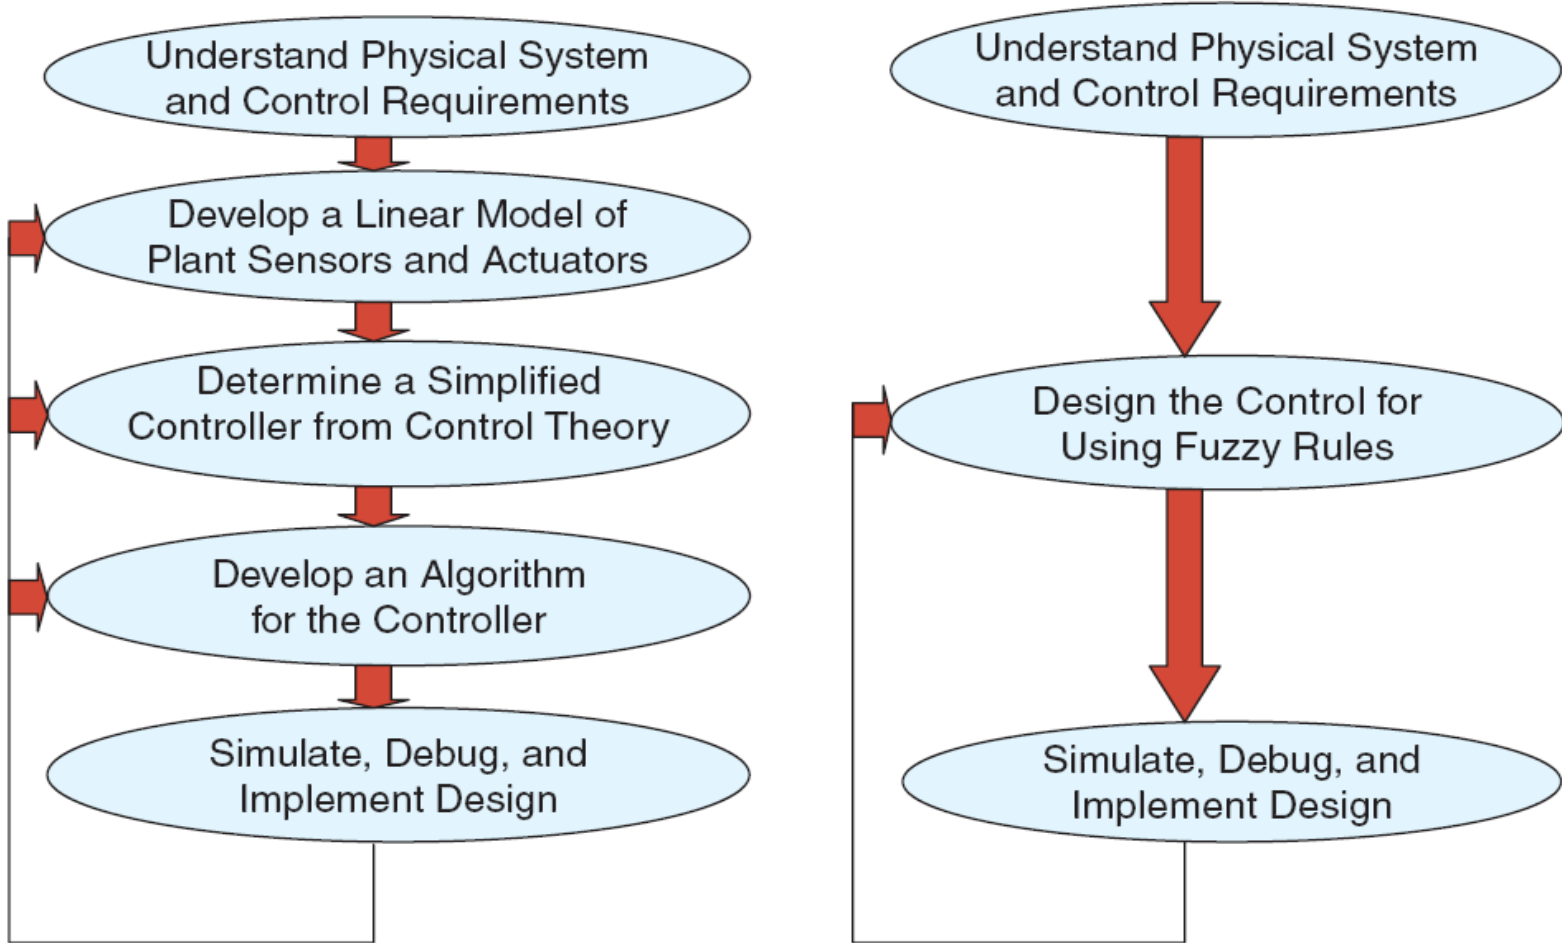 Understand Physical System
and Control Requirements
Develop a Linear Model of
Plant Sensors and Actuators
Determine a Simplified
Controller from Control Theory
Develop an Algorithm
for the Controller
Simulate, Debug, and
Implement Design
Understand Physical System
and Control Requirements
Design the Control for
Using Fuzzy Rules
Simulate, Debug, and
Implement Design